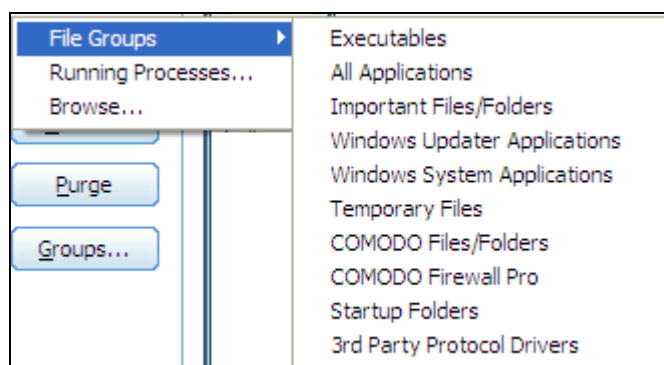 File Groups
Running Processes...
Browse...
Purge
Groups...
Executables
All Applications
Important Files/Folders
Windows Updater Applications
Windows System Applications
Temporary Files
COMODO Files/Folders
COMODO Firewall Pro
Startup Folders
3rd Party Protocol Drivers